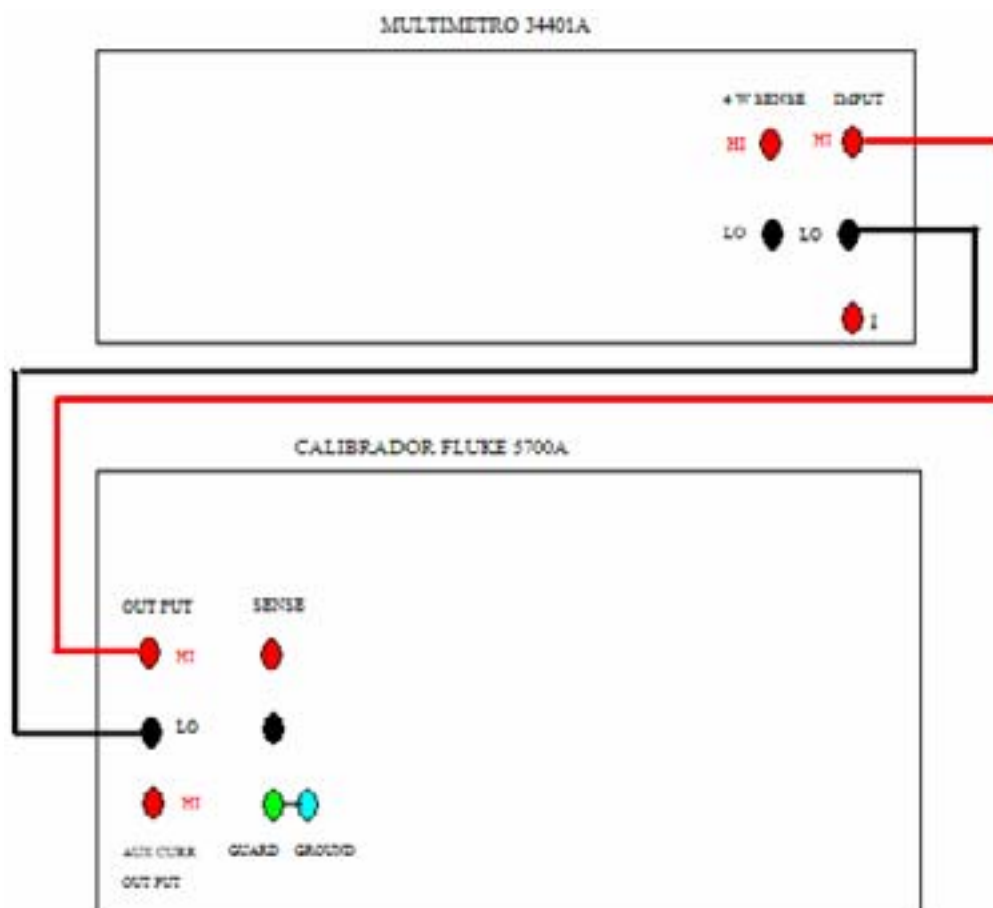 MULTIMETRO 34401A
4 W SENSE INPUT
HI HI
LO LO
I
CALIBRADOR FLUKE 5700A
OUT PUT SENSE
HI
LO
HI
AUX CURR GUARD GROUND
OUT PUT